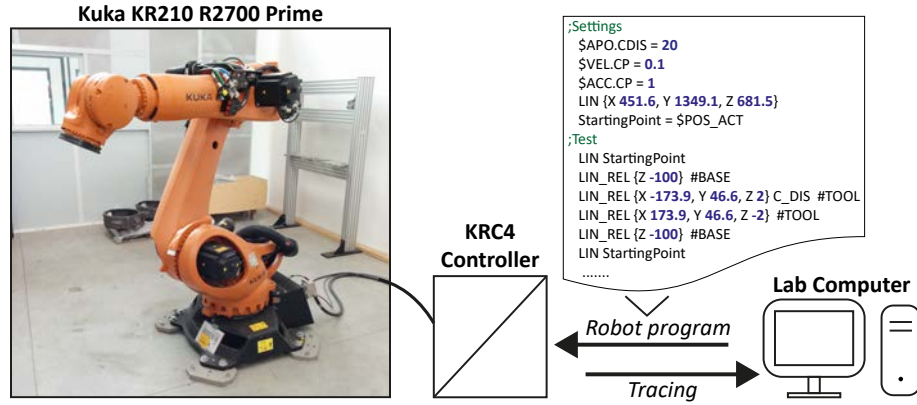 Kuka KR210 R2700 Prime
KUKA
KUKA
KRC4
Controller
;Settings
$APO.CDIS = 20
$VEL.CP = 0.1
$ACC.CP = 1
LIN {X 451.6, Y 1349.1, Z 681.5}
StartingPoint = $POS_ACT
;Test
LIN StartingPoint
LIN_REL {Z -100} #BASE
LIN_REL {X -173.9, Y 46.6, Z 2} C_DIS #TOOL
LIN_REL {X 173.9, Y 46.6, Z -2} #TOOL
LIN_REL {Z -100} #BASE
LIN StartingPoint
.......
Lab Computer
Robot program
Tracing